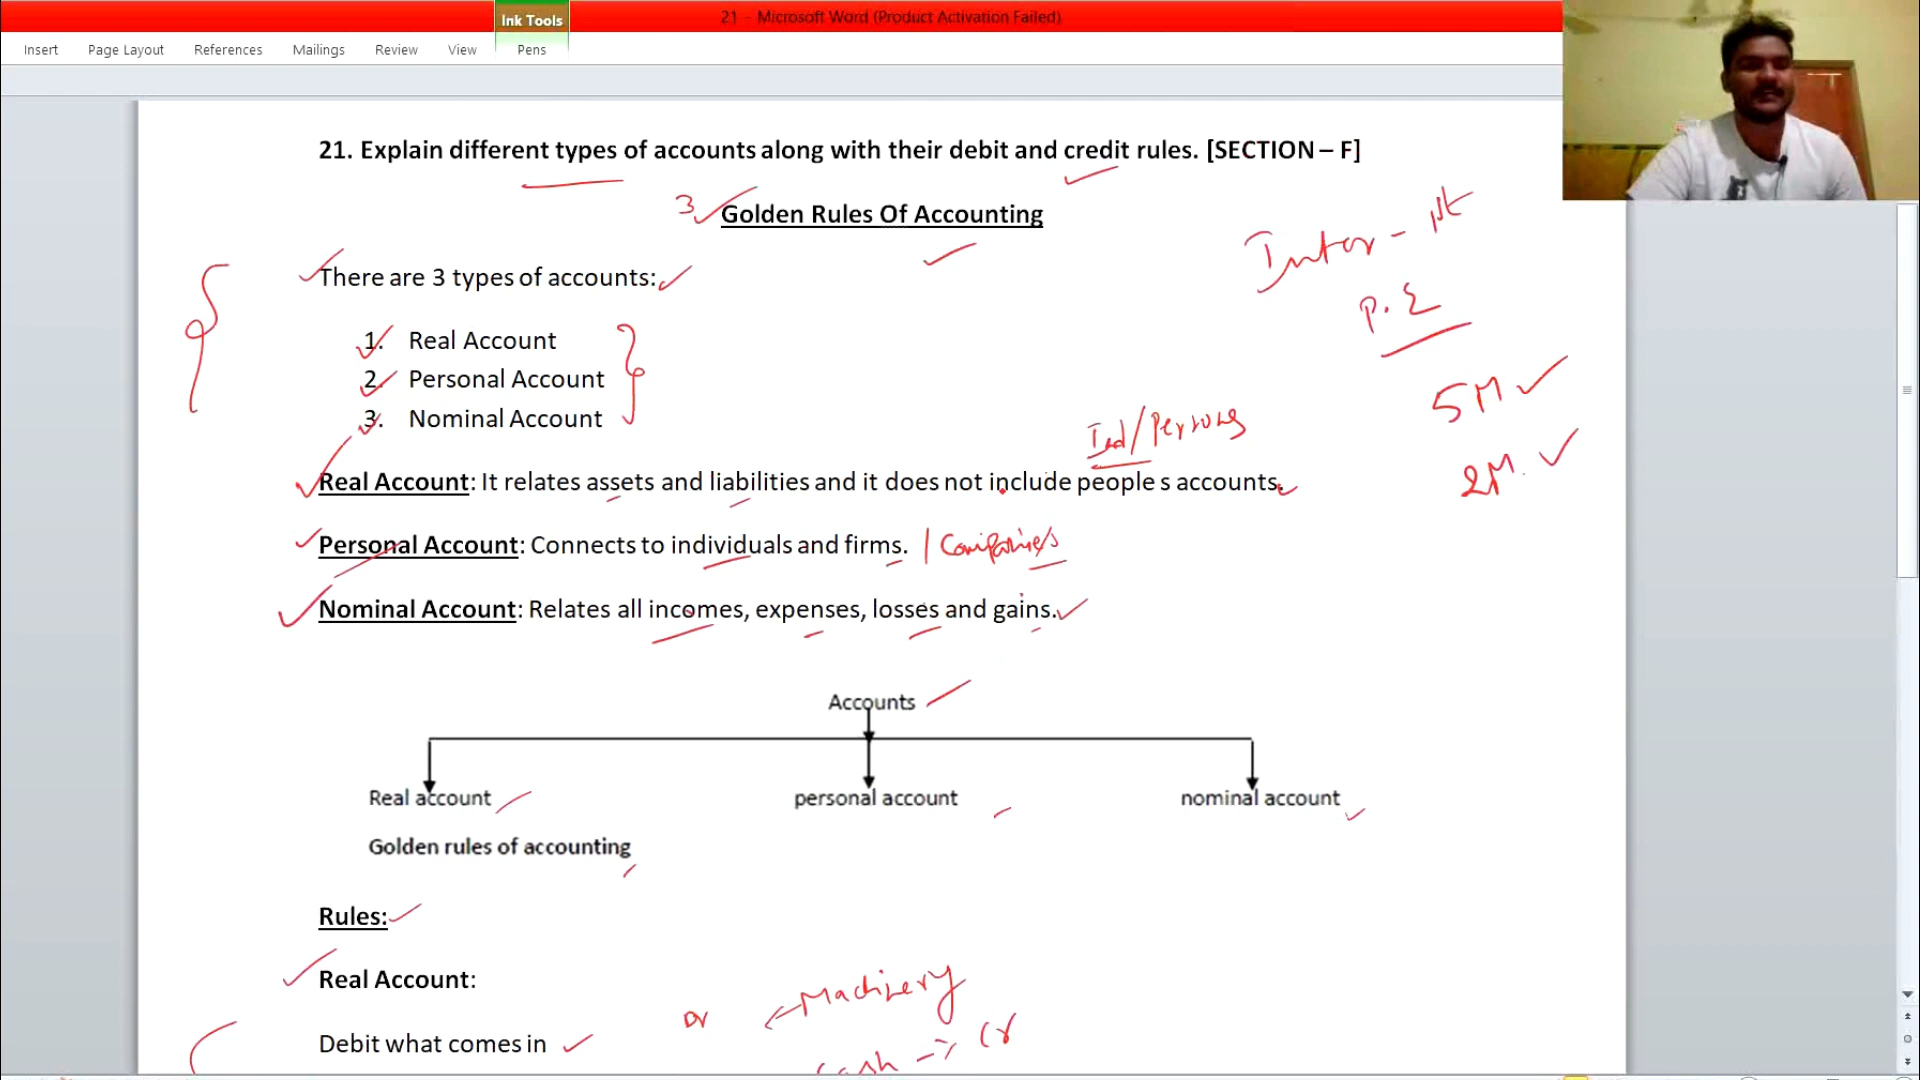 Ink Tools
21 - Microsoft Word (Product Activation Failed)
Insert Page Layout References Mailings Review View Pens
21. Explain different types of accounts along with their debit and credit rules. [SECTION – F]
3 Golden Rules Of Accounting
Inter - 1st
P.E
There are 3 types of accounts:
1. Real Account
2. Personal Account
3. Nominal Account
5M
2M
Ind/Persons
Real Account: It relates assets and liabilities and it does not include people s accounts.
Personal Account: Connects to individuals and firms. / Companies
Nominal Account: Relates all incomes, expenses, losses and gains.
Accounts
Real account personal account nominal account
Golden rules of accounting
Rules:
Real Account:
Dr Machinery
Debit what comes in
Cash → Cr